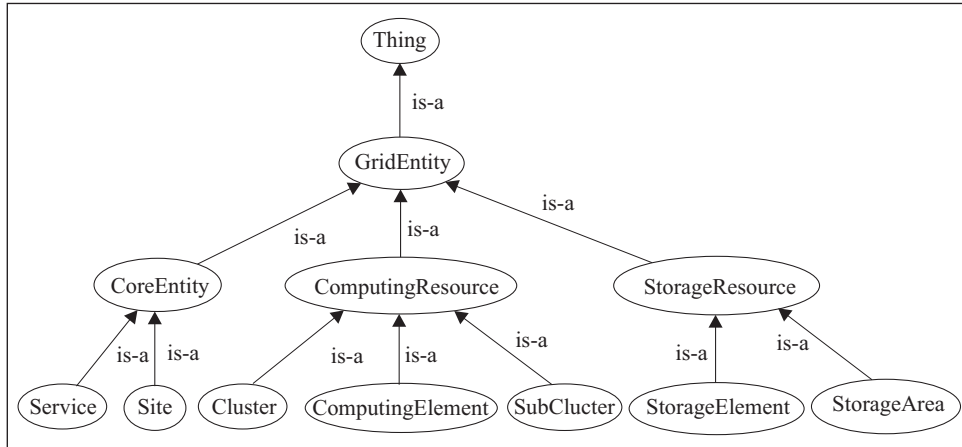 Thing
is-a
GridEntity
is-a
is-a
is-a
CoreEntity
ComputingResource
StorageResource
is-a
is-a
is-a
is-a
is-a
is-a
is-a
Service
Site
Cluster
ComputingElement
SubClucter
StorageElement
StorageArea